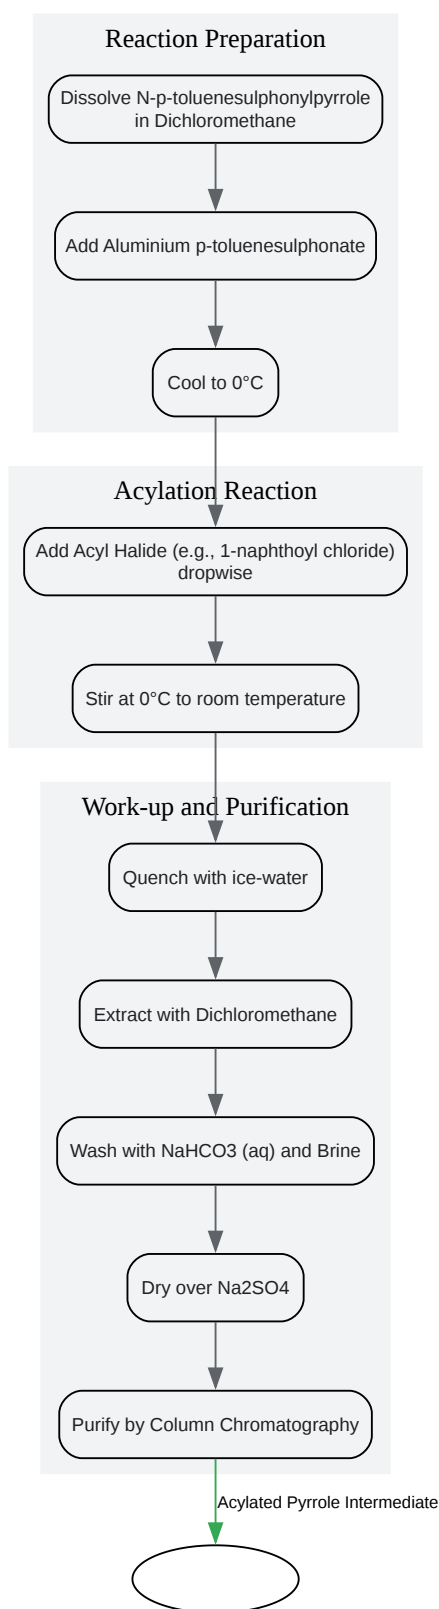 Reaction Preparation
Dissolve N-p-toluenesulphonylpyrrole
in Dichloromethane
Add Aluminium p-toluenesulphonate
Cool to 0°C
Acylation Reaction
Add Acyl Halide (e.g., 1-naphthoyl chloride)
dropwise
Stir at 0°C to room temperature
Work-up and Purification
Quench with ice-water
Extract with Dichloromethane
Wash with NaHCO3 (aq) and Brine
Dry over Na2SO4
Purify by Column Chromatography
Acylated Pyrrole Intermediate